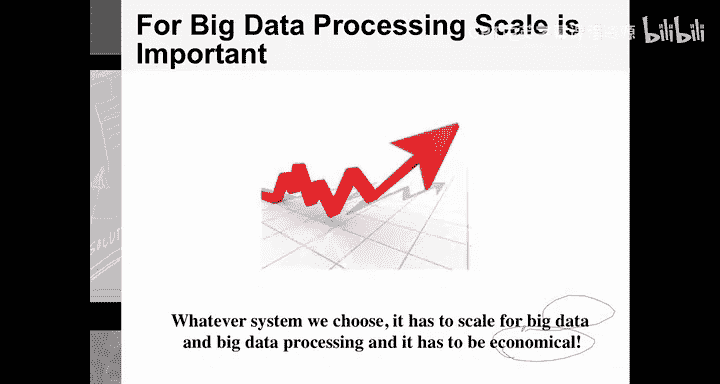 For Big Data Processing Scale is
Important
bilibili
Whatever system we choose, it has to scale for big data
and big data processing and it has to be economical!